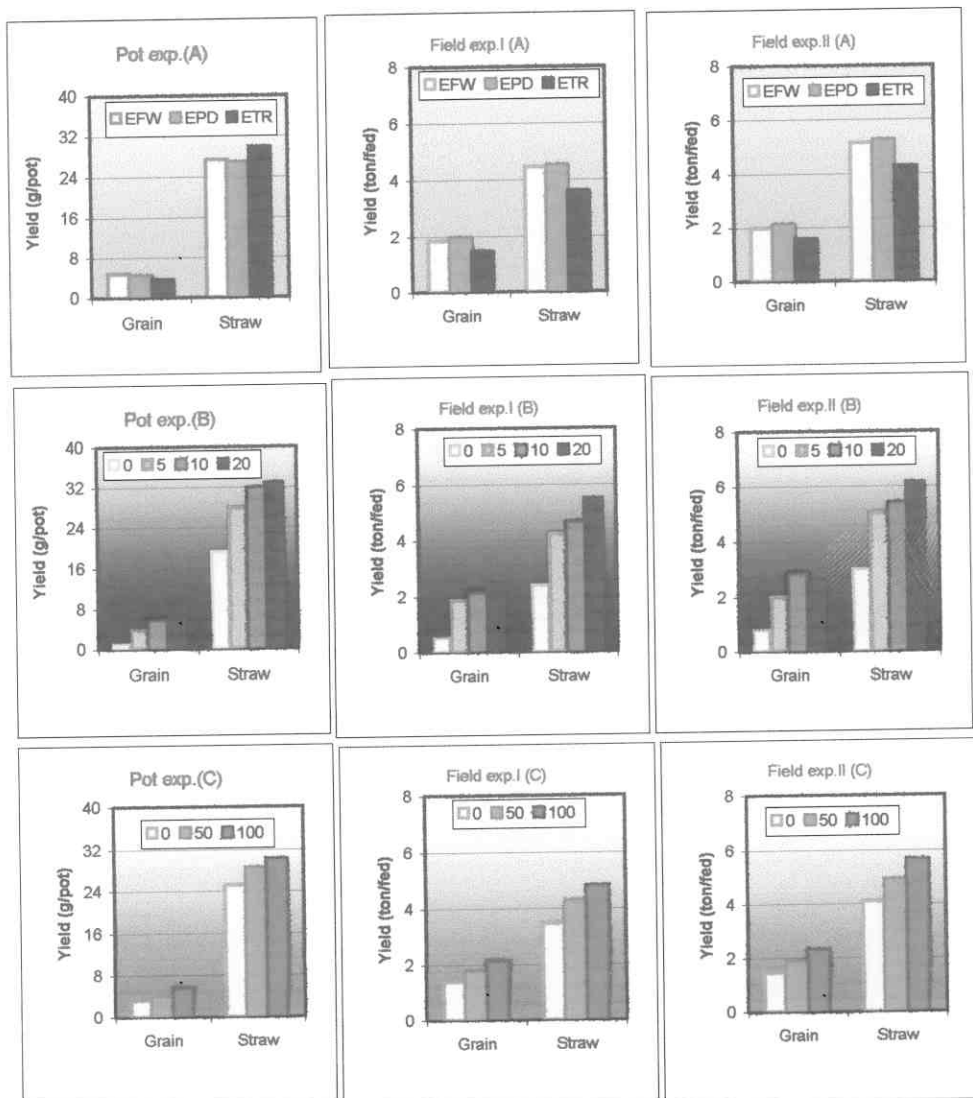 Pot exp.(A)
Yield (g/pot)
40
32
24
16
8
0
EFW EPD ETR
Grain Straw
Field exp.I (A)
Yield (ton/fed)
8
6
4
2
0
EFW EPD ETR
Grain Straw
Field exp.II (A)
Yield (ton/fed)
8
6
4
2
0
EFW EPD ETR
Grain Straw
Pot exp.(B)
Yield (g/pot)
40
32
24
16
8
0
0 5 10 20
Grain Straw
Field exp.I (B)
Yield (ton/fed)
8
6
4
2
0
0 5 10 20
Grain Straw
Field exp.II (B)
Yield (ton/fed)
8
6
4
2
0
0 5 10 20
Grain Straw
Pot exp.(C)
Yield (g/pot)
40
32
24
16
8
0
0 50 100
Grain Straw
Field exp.I (C)
Yield (ton/fed)
8
6
4
2
0
0 50 100
Grain Straw
Field exp.II (C)
Yield (ton/fed)
8
6
4
2
0
0 50 100
Grain Straw